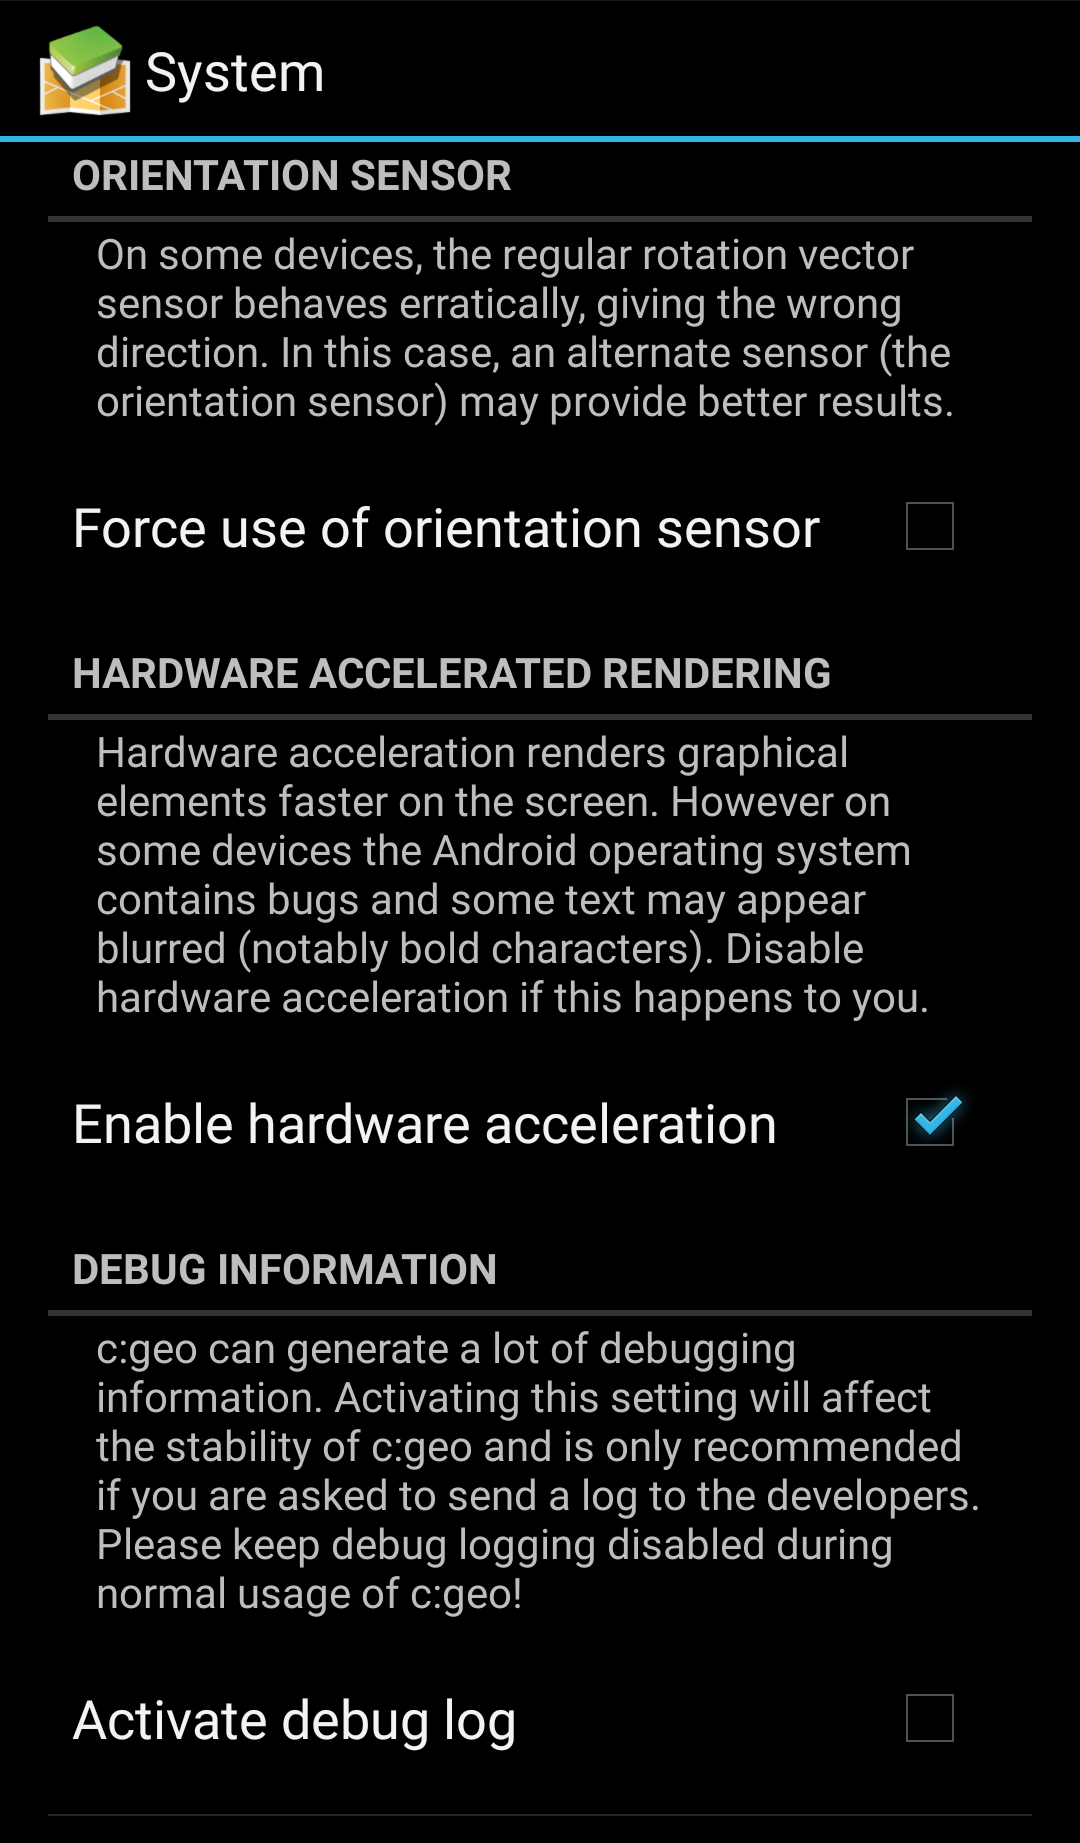 System
ORIENTATION SENSOR
On some devices, the regular rotation vector
sensor behaves erratically, giving the wrong
direction. In this case, an alternate sensor (the
orientation sensor) may provide better results.
Force use of orientation sensor
HARDWARE ACCELERATED RENDERING
Hardware acceleration renders graphical
elements faster on the screen. However on
some devices the Android operating system
contains bugs and some text may appear
blurred (notably bold characters). Disable
hardware acceleration if this happens to you.
Enable hardware acceleration
DEBUG INFORMATION
c:geo can generate a lot of debugging
information. Activating this setting will affect
the stability of c:geo and is only recommended
if you are asked to send a log to the developers.
Please keep debug logging disabled during
normal usage of c:geo!
Activate debug log